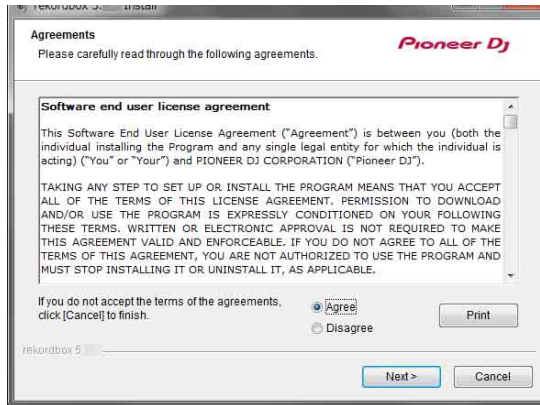 rekordbox 5. Install
Agreements
Please carefully read through the following agreements.
Pioneer Dj
Software end user license agreement
This Software End User License Agreement ("Agreement") is between you (both the
individual installing the Program and any single legal entity for which the individual is
acting) ("You" or "Your") and PIONEER DJ CORPORATION ("Pioneer DJ").
TAKING ANY STEP TO SET UP OR INSTALL THE PROGRAM MEANS THAT YOU ACCEPT
ALL OF THE TERMS OF THIS LICENSE AGREEMENT. PERMISSION TO DOWNLOAD
AND/OR USE THE PROGRAM IS EXPRESSLY CONDITIONED ON YOUR FOLLOWING
THESE TERMS. WRITTEN OR ELECTRONIC APPROVAL IS NOT REQUIRED TO MAKE
THIS AGREEMENT VALID AND ENFORCEABLE. IF YOU DO NOT AGREE TO ALL OF THE
TERMS OF THIS AGREEMENT, YOU ARE NOT AUTHORIZED TO USE THE PROGRAM AND
MUST STOP INSTALLING IT OR UNINSTALL IT, AS APPLICABLE.
If you do not accept the terms of the agreements,
click [Cancel] to finish.
Agree
Disagree
Print
rekordbox 5
Next >
Cancel